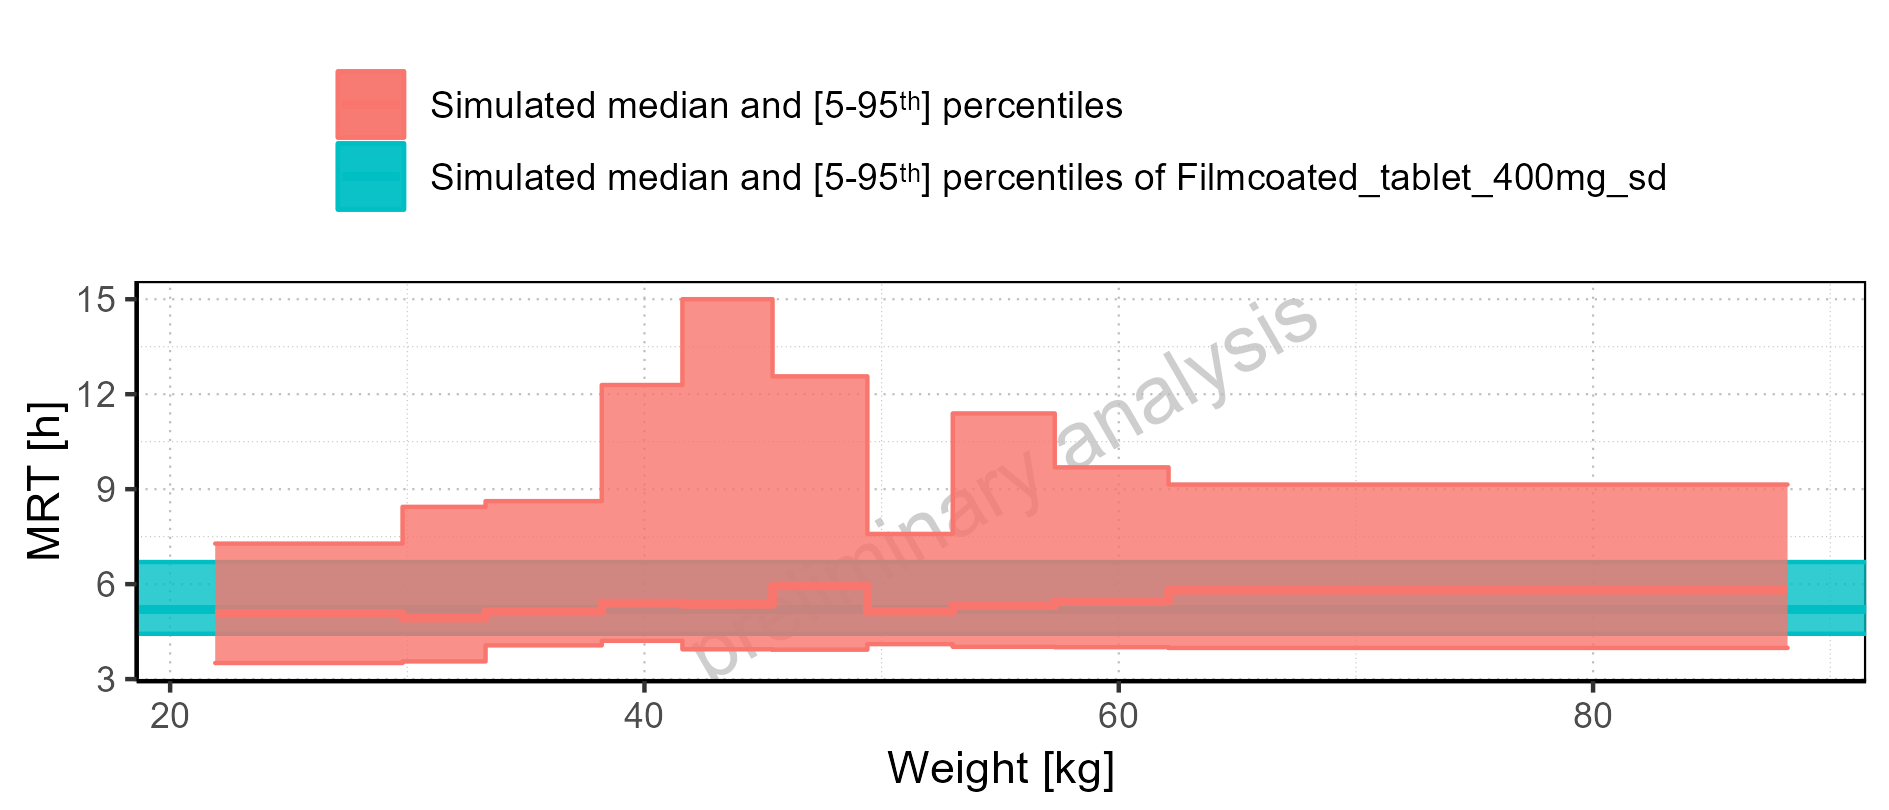 Simulated median and [5-95ᵗʰ] percentiles
Simulated median and [5-95ᵗʰ] percentiles of Filmcoated_tablet_400mg_sd
15
12
9
6
3
MRT [h]
preliminary analysis
20 40 60 80
Weight [kg]